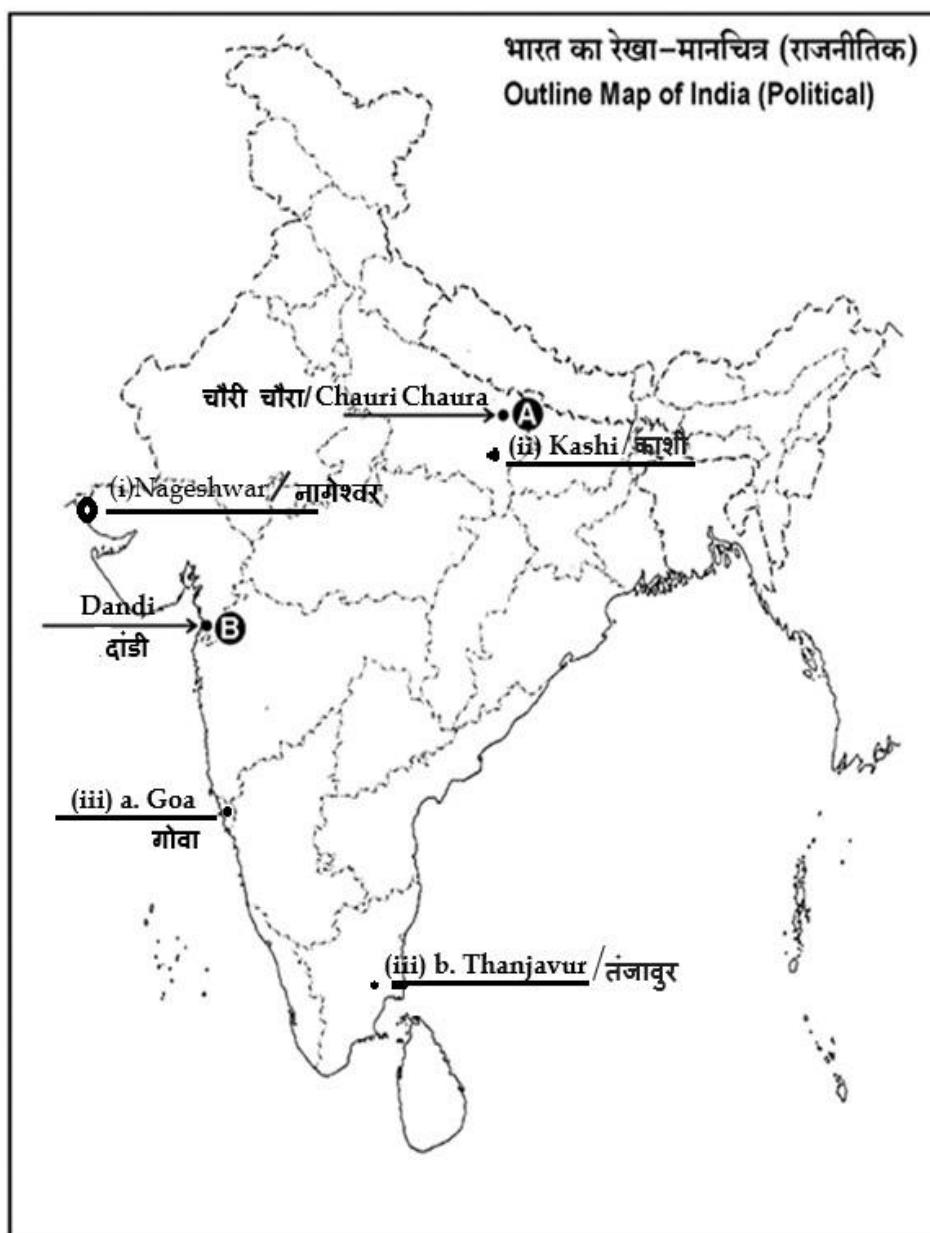 भारत का रेखा-मानचित्र (राजनीतिक)
Outline Map of India (Political)
चौरी चौरा/Chauri Chaura
A
(ii) Kashi/काशी
(i)Nageshwar/ नागेश्वर
Dandi
B
दांडी
(iii) a. Goa
गोवा
(iii) b. Thanjavur/तंजावुर